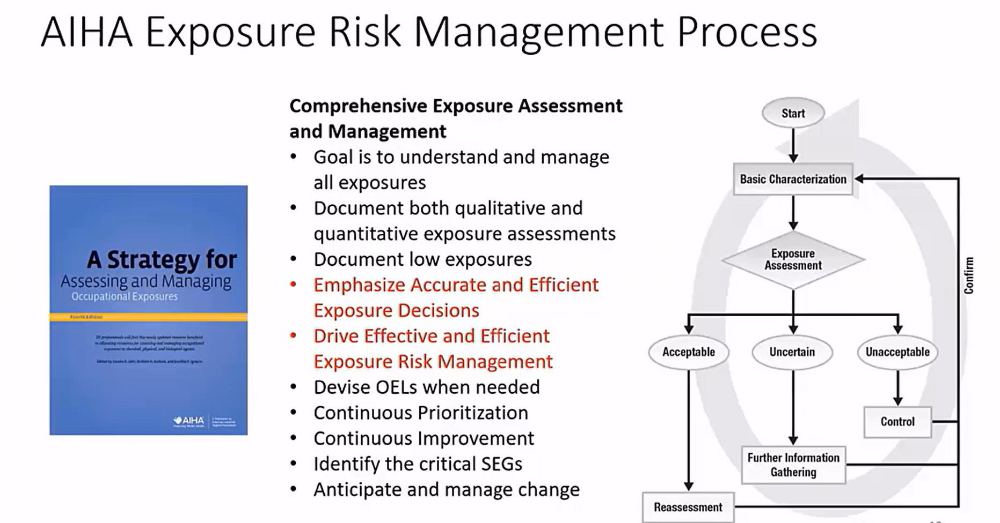 AIHA Exposure Risk Management Process
Comprehensive Exposure Assessment
and Management
• Goal is to understand and manage
all exposures
• Document both qualitative and
quantitative exposure assessments
• Document low exposures
• Emphasize Accurate and Efficient
Exposure Decisions
• Drive Effective and Efficient
Exposure Risk Management
• Devise OELs when needed
• Continuous Prioritization
• Continuous Improvement
• Identify the critical SEGs
• Anticipate and manage change
A Strategy for
Assessing and Managing
Occupational Exposures
Fourth Edition
AIHA
Start
Basic Characterization
Exposure
Assessment
Confirm
Acceptable
Uncertain
Unacceptable
Control
Further Information
Gathering
Reassessment